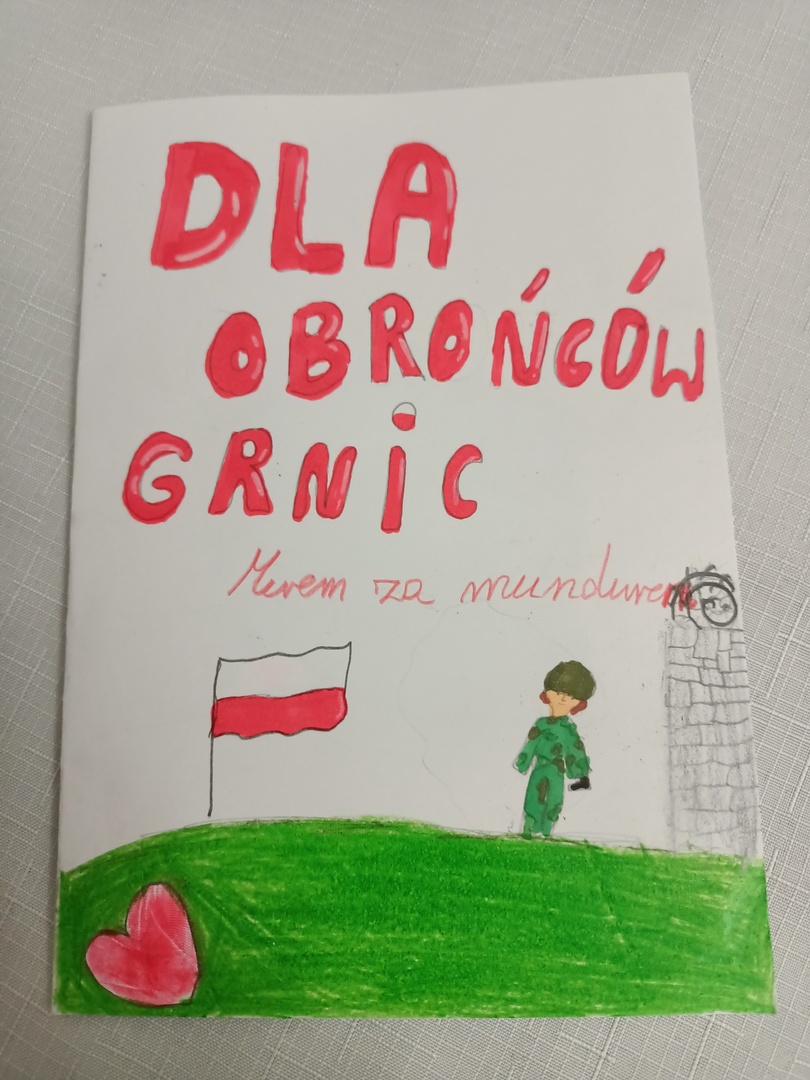 DLA
OBROŃCÓW
GRNIC
Murem za mundurem